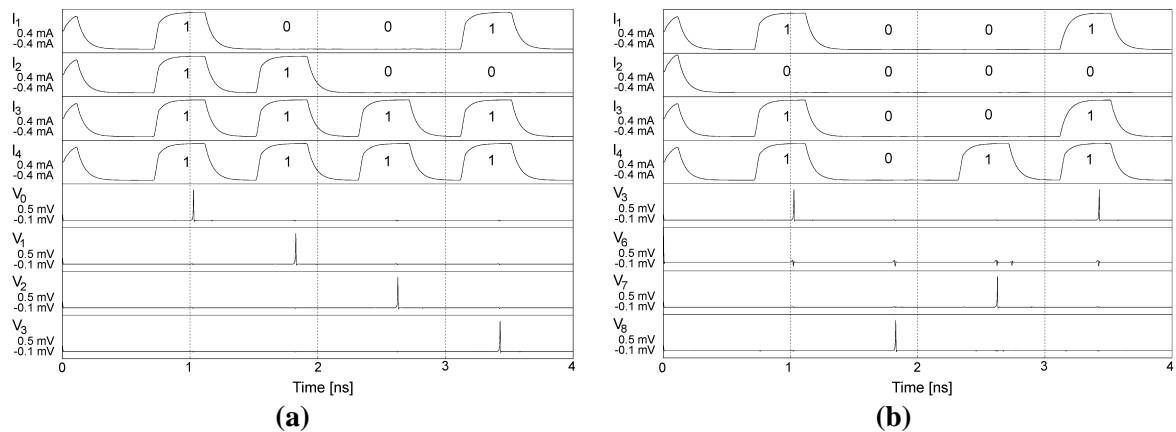 I1 0.4 mA -0.4 mA 1 0 0 1
I2 0.4 mA -0.4 mA 1 1 0 0
I3 0.4 mA -0.4 mA 1 1 1 1
I4 0.4 mA -0.4 mA 1 1 1 1
V0 0.5 mV -0.1 mV
V1 0.5 mV -0.1 mV
V2 0.5 mV -0.1 mV
V3 0.5 mV -0.1 mV
0 1 2 3 4
Time [ns]
(a)
I1 0.4 mA -0.4 mA 1 0 0 1
I2 0.4 mA -0.4 mA 0 0 0 0
I3 0.4 mA -0.4 mA 1 0 0 1
I4 0.4 mA -0.4 mA 1 0 1 1
V3 0.5 mV -0.1 mV
V6 0.5 mV -0.1 mV
V7 0.5 mV -0.1 mV
V8 0.5 mV -0.1 mV
0 1 2 3 4
Time [ns]
(b)